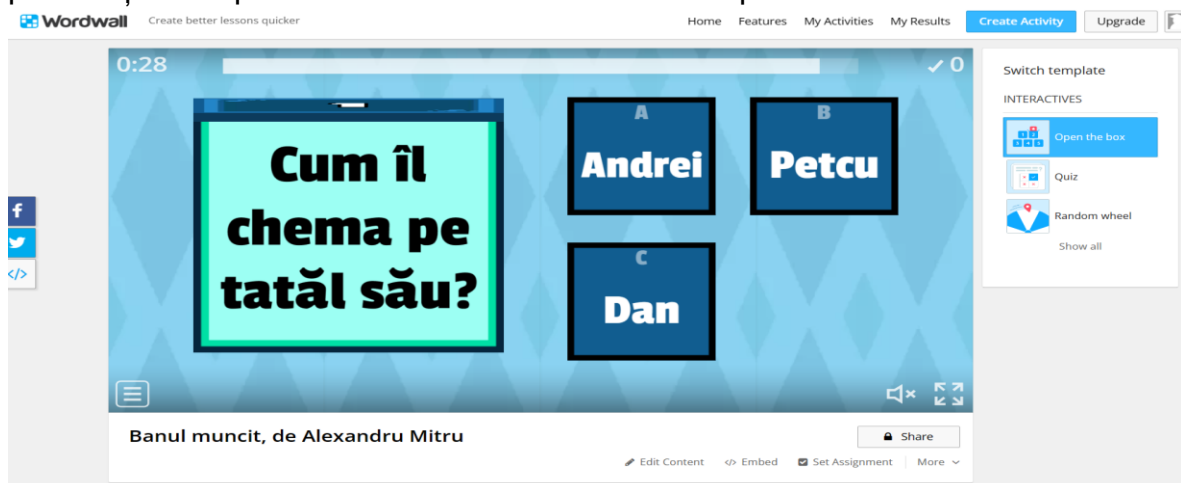 Wordwall
Create better lessons quicker
Home Features My Activities My Results Create Activity Upgrade
0:28
✓ 0
Cum îl
chema pe
tatăl său?
A
Andrei
B
Petcu
C
Dan
Switch template
INTERACTIVES
Open the box
Quiz
Random wheel
Show all
f
</>
Banul muncit, de Alexandru Mitru
Share
Edit Content </> Embed Set Assignment More